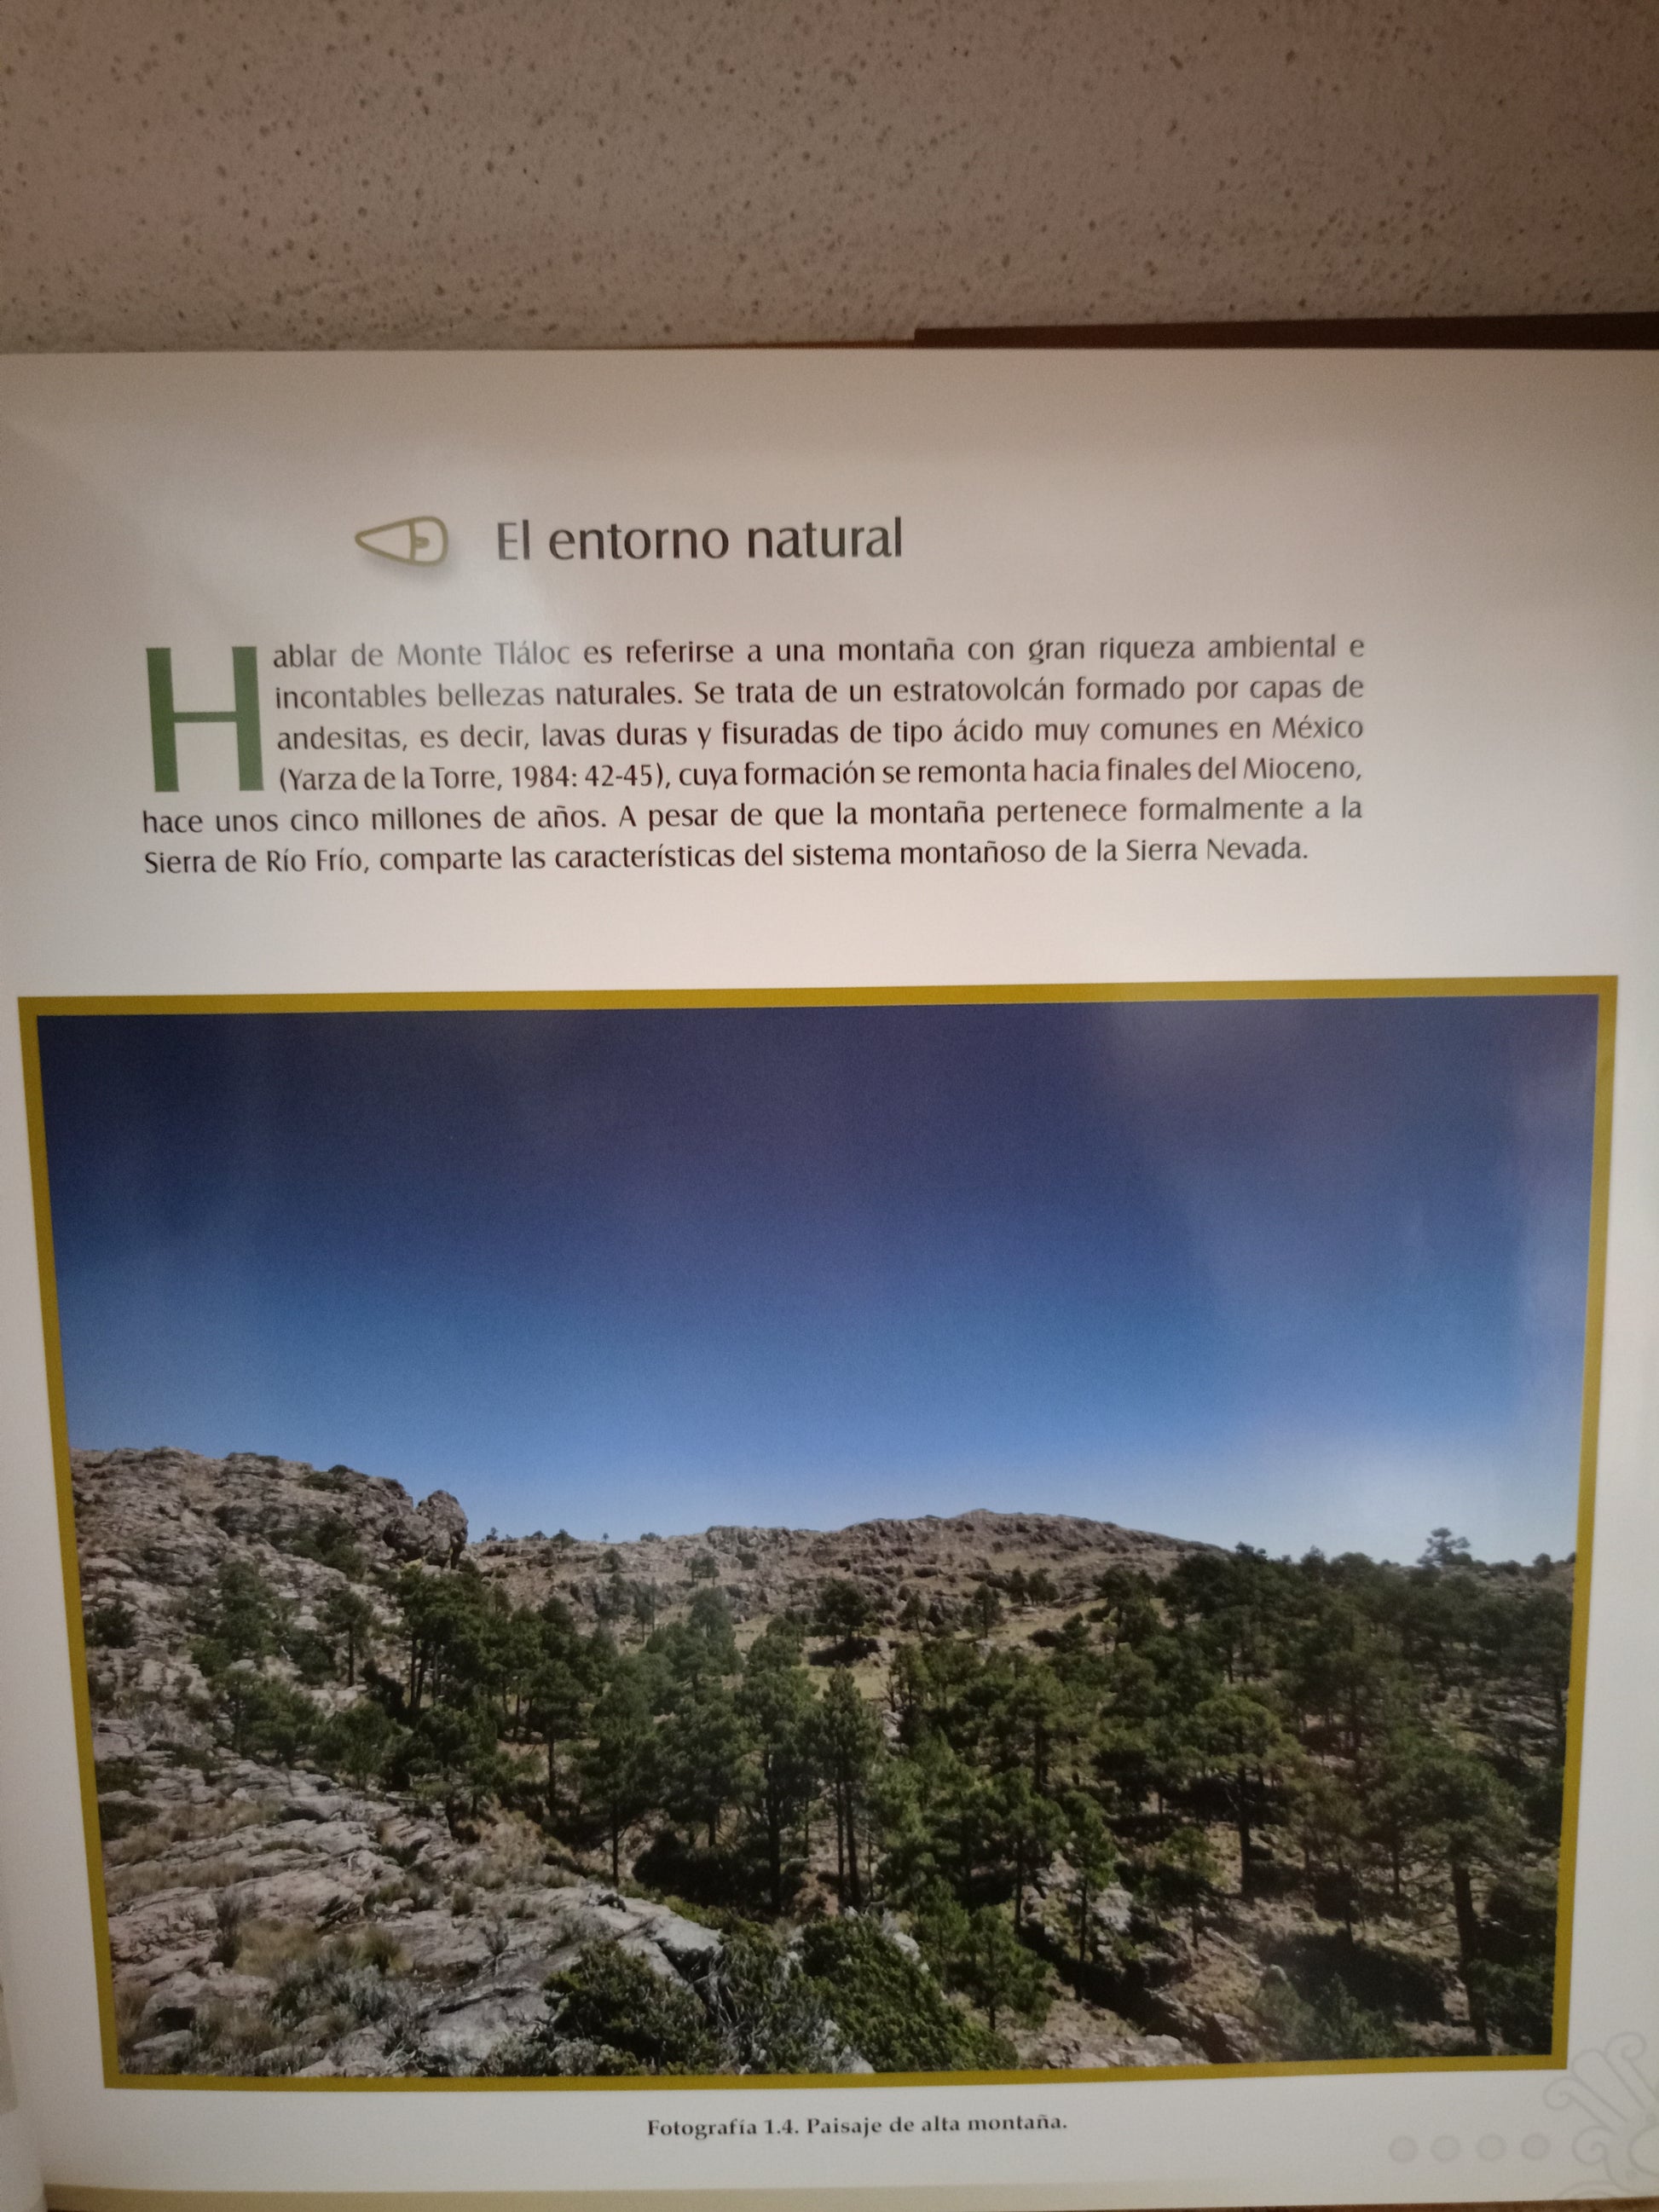 El entorno natural
Hablar de Monte Tláloc es referirse a una montaña con gran riqueza ambiental e
incontables bellezas naturales. Se trata de un estratovolcán formado por capas de
andesitas, es decir, lavas duras y fisuradas de tipo ácido muy comunes en México
(Yarza de la Torre, 1984: 42-45), cuya formación se remonta hacia finales del Mioceno,
hace unos cinco millones de años. A pesar de que la montaña pertenece formalmente a la
Sierra de Río Frío, comparte las características del sistema montañoso de la Sierra Nevada.
Fotografía 1.4. Paisaje de alta montaña.